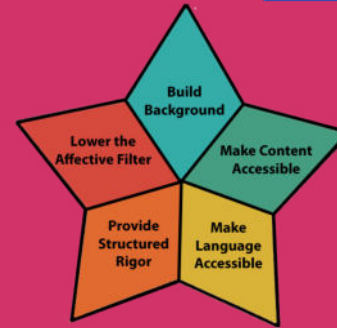 Build
Background
Lower the
Affective Filter
Make Content
Accessible
Provide
Structured
Rigor
Make
Language
Accessible